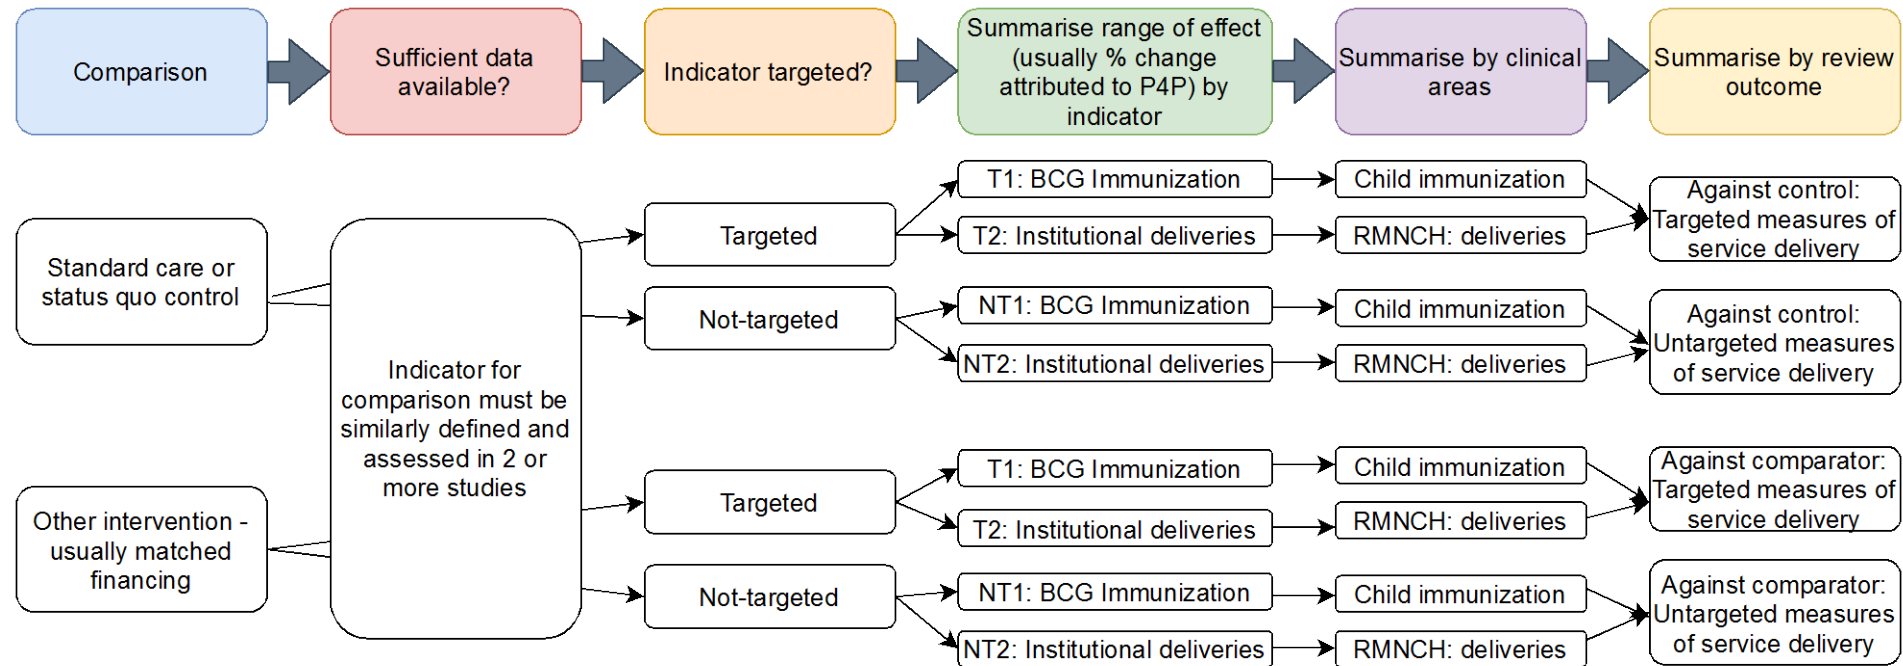 Comparison
Sufficient data
available?
Indicator targeted?
Summarise range of effect
(usually % change
attributed to P4P) by
indicator
Summarise by clinical
areas
Summarise by review
outcome
Standard care or
status quo control
Other intervention -
usually matched
financing
Indicator for
comparison must be
similarly defined and
assessed in 2 or
more studies
Targeted
T1: BCG Immunization
Child immunization
T2: Institutional deliveries
RMNCH: deliveries
Against control:
Targeted measures of
service delivery
Not-targeted
NT1: BCG Immunization
Child immunization
NT2: Institutional deliveries
RMNCH: deliveries
Against control:
Untargeted measures
of service delivery
Targeted
T1: BCG Immunization
Child immunization
T2: Institutional deliveries
RMNCH: deliveries
Against comparator:
Targeted measures of
service delivery
Not-targeted
NT1: BCG Immunization
Child immunization
NT2: Institutional deliveries
RMNCH: deliveries
Against comparator:
Untargeted measures
of service delivery